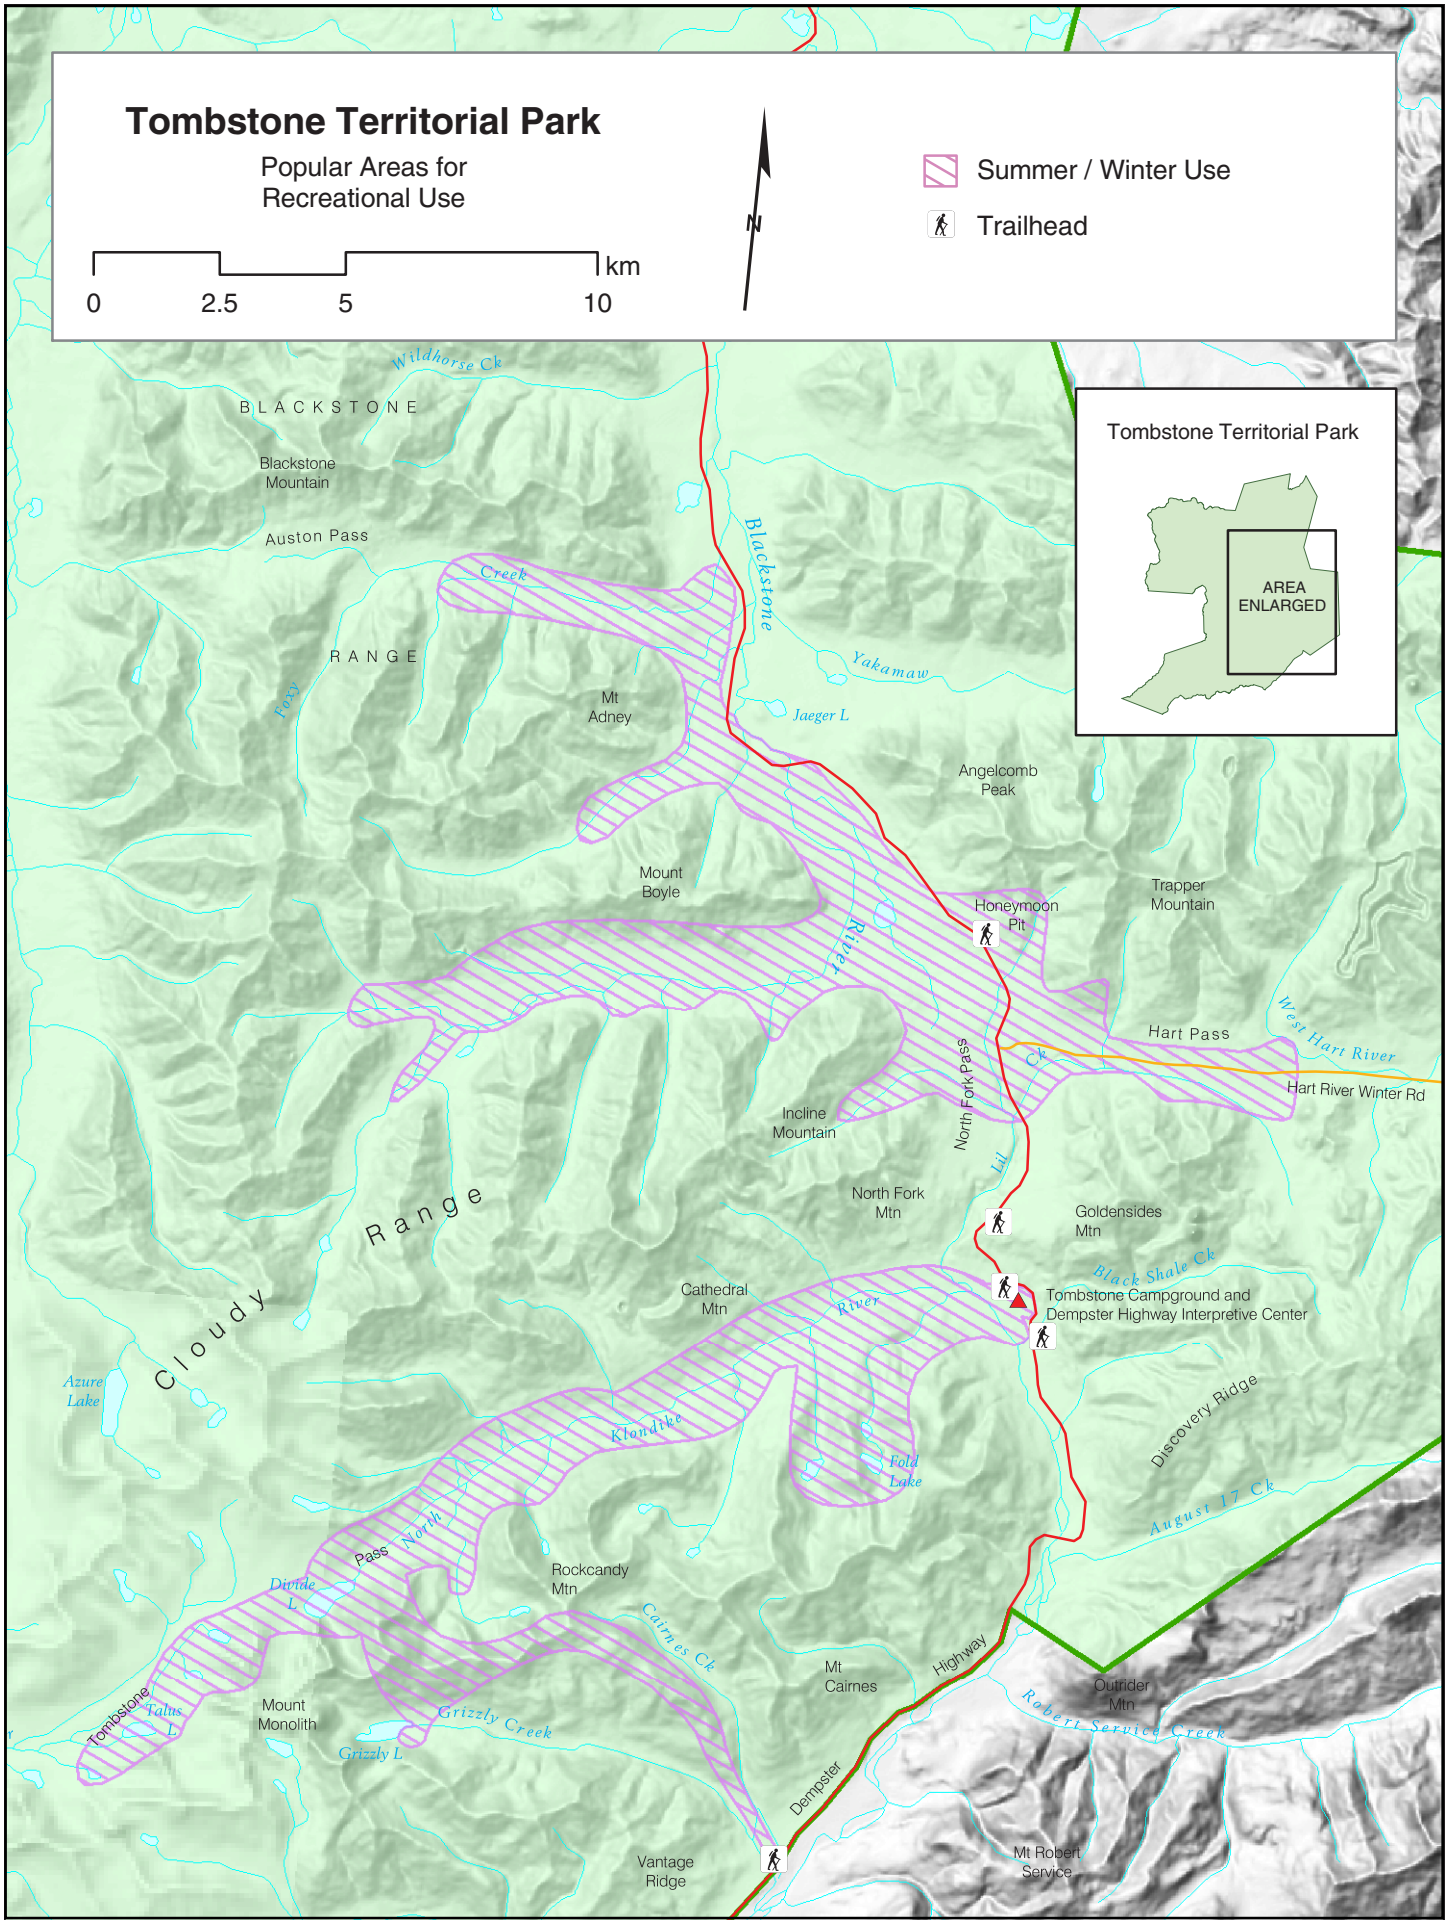 Tombstone Territorial Park
Popular Areas for
Recreational Use
0
2.5
5
10
km
N
Summer / Winter Use
Trailhead
Wildhorse Ck
BLACKSTONE
Blackstone
Mountain
Auston Pass
Creek
Blackstone
RANGE
Foxy
Mt
Adney
Yakamaw
Jaeger L
Tombstone Territorial Park
AREA
ENLARGED
Angelcomb
Peak
Mount
Boyle
Trapper
Mountain
Honeymoon
Pit
River
West Hart River
Hart Pass
Ck
Hart River Winter Rd
North Fork Pass
Incline
Mountain
Lil
North Fork
Mtn
Goldensides
Mtn
Range
Black Shale Ck
Cathedral
Mtn
River
Tombstone Campground and
Dempster Highway Interpretive Center
Cloudy
Azure
Lake
Klondike
Discovery Ridge
Fold
Lake
August 17 Ck
North
Pass
Rockcandy
Mtn
Divide
L
Cairnes Ck
Highway
Mt
Cairnes
Outrider
Mtn
Tombstone
Talus
L
Mount
Monolith
Grizzly Creek
Grizzly L
Robert Service Creek
Dempster
Vantage
Ridge
Mt Robert
Service